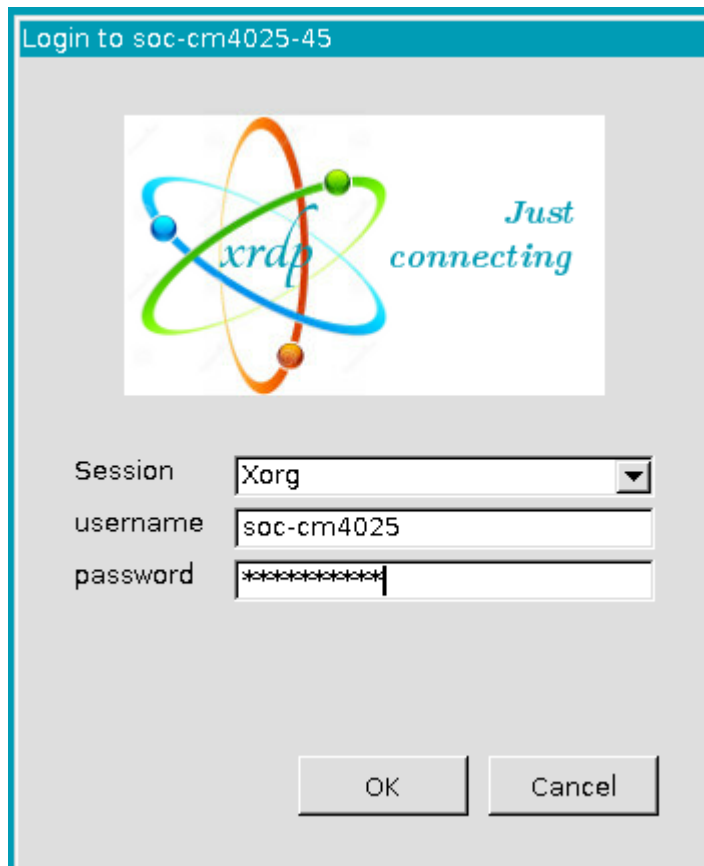 Login to soc-cm4025-45
Just
connecting
xrdp
Session
Xorg
username
soc-cm4025
password
**********
OK
Cancel